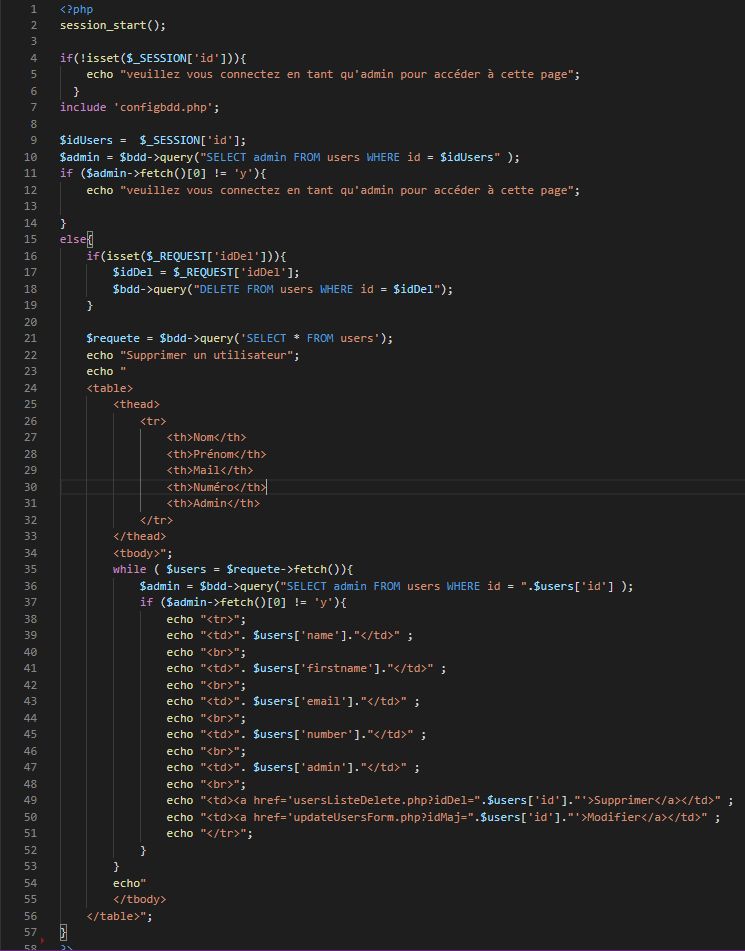 1 <?php
2 session_start();
3
4 if(!isset($_SESSION['id'])){
5 echo "veuillez vous connectez en tant qu'admin pour accéder à cette page";
6 }
7 include 'configbdd.php';
8
9 $idUsers =  $_SESSION['id'];
10 $admin = $bdd->query("SELECT admin FROM users WHERE id = $idUsers" );
11 if ($admin->fetch()[0] != 'y'){
12 echo "veuillez vous connectez en tant qu'admin pour accéder à cette page";
13
14 }
15 else{
16 if(isset($_REQUEST['idDel'])){
17 $idDel = $_REQUEST['idDel'];
18 $bdd->query("DELETE FROM users WHERE id = $idDel");
19 }
20
21 $requete = $bdd->query('SELECT * FROM users');
22 echo "Supprimer un utilisateur";
23 echo "
24 <table>
25 <thead>
26 <tr>
27 <th>Nom</th>
28 <th>Prénom</th>
29 <th>Mail</th>
30 <th>Numéro</th>
31 <th>Admin</th>
32 </tr>
33 </thead>
34 <tbody>";
35 while ( $users = $requete->fetch()){
36 $admin = $bdd->query("SELECT admin FROM users WHERE id = ".$users['id'] );
37 if ($admin->fetch()[0] != 'y'){
38 echo "<tr>";
39 echo "<td>". $users['name']."</td>" ;
40 echo "<br>";
41 echo "<td>". $users['firstname']."</td>" ;
42 echo "<br>";
43 echo "<td>". $users['email']."</td>" ;
44 echo "<br>";
45 echo "<td>". $users['number']."</td>" ;
46 echo "<br>";
47 echo "<td>". $users['admin']."</td>" ;
48 echo "<br>";
49 echo "<td><a href='usersListeDelete.php?idDel=".$users['id']."'>Supprimer</a></td>" ;
50 echo "<td><a href='updateUsersForm.php?idMaj=".$users['id']."'>Modifier</a></td>" ;
51 echo "</tr>";
52 }
53 }
54 echo"
55 </tbody>
56 </table>";
57 }
58 ?>